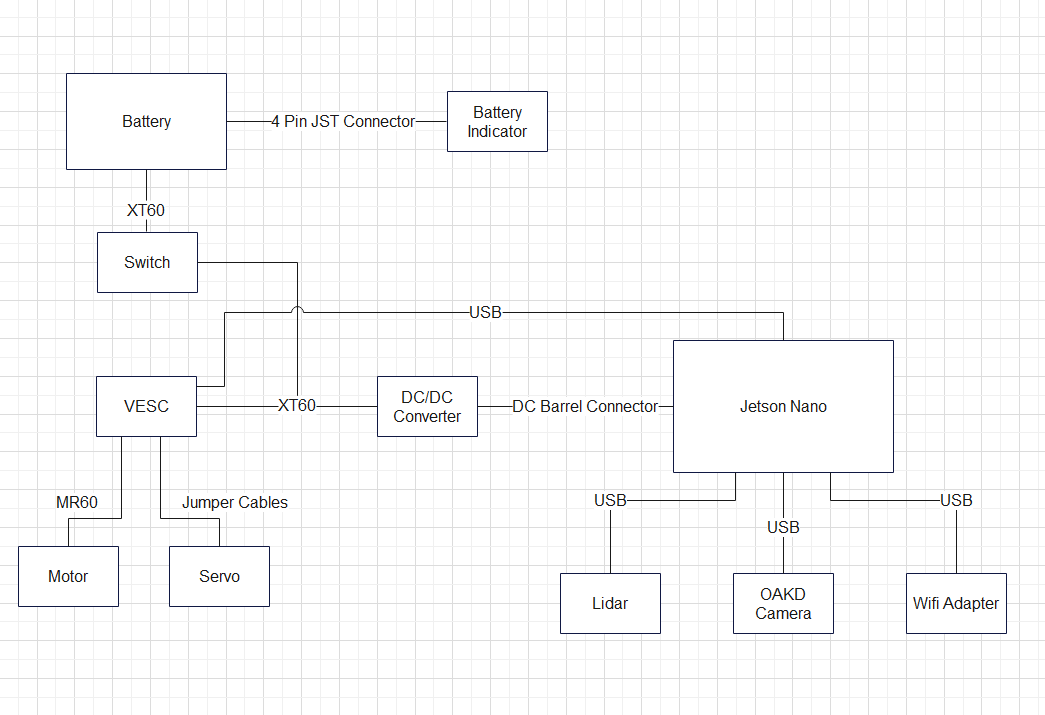 Battery
4 Pin JST Connector
Battery
Indicator
XT60
Switch
USB
VESC
XT60
DC/DC
Converter
DC Barrel Connector
Jetson Nano
MR60
Jumper Cables
USB
USB
USB
Motor
Servo
Lidar
OAKD
Camera
Wifi Adapter